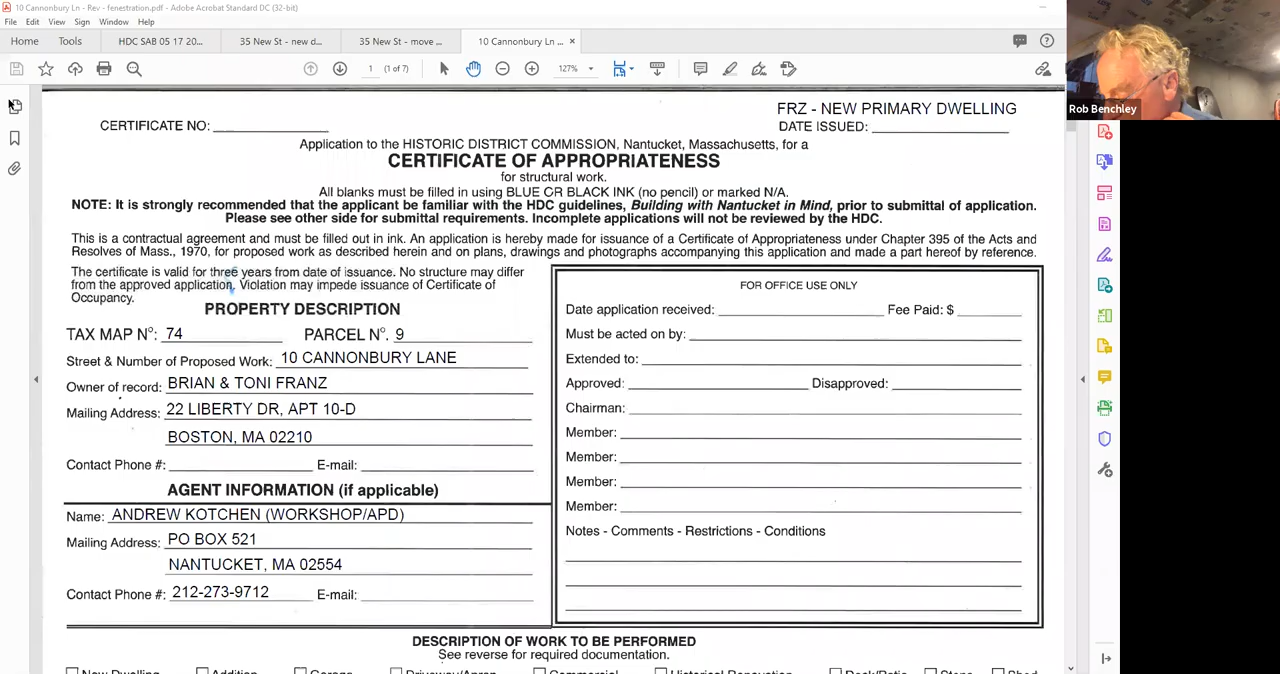 10 Cannonbury Ln - Rev - fenestration.pdf - Adobe Acrobat Standard DC (32-bit)
File Edit View Sign Window Help
Home Tools HDC SAB 05 17 20... 35 New St - new d... 35 New St - move ... 10 Cannonbury Ln ... ×
1 (1 of 7) 127%
Rob Benchley
FRZ - NEW PRIMARY DWELLING
CERTIFICATE NO: DATE ISSUED:
Application to the HISTORIC DISTRICT COMMISSION, Nantucket, Massachusetts, for a
CERTIFICATE OF APPROPRIATENESS
for structural work.
All blanks must be filled in using BLUE OR BLACK INK (no pencil) or marked N/A.
NOTE: It is strongly recommended that the applicant be familiar with the HDC guidelines, Building with Nantucket in Mind, prior to submittal of application.
Please see other side for submittal requirements. Incomplete applications will not be reviewed by the HDC.
This is a contractual agreement and must be filled out in ink. An application is hereby made for issuance of a Certificate of Appropriateness under Chapter 395 of the Acts and
Resolves of Mass., 1970, for proposed work as described herein and on plans, drawings and photographs accompanying this application and made a part hereof by reference.
The certificate is valid for three years from date of issuance. No structure may differ
from the approved application. Violation may impede issuance of Certificate of
Occupancy.
PROPERTY DESCRIPTION
TAX MAP Nº: 74 PARCEL Nº. 9
Street & Number of Proposed Work: 10 CANNONBURY LANE
Owner of record: BRIAN & TONI FRANZ
Mailing Address: 22 LIBERTY DR, APT 10-D
BOSTON, MA 02210
Contact Phone #: E-mail:
AGENT INFORMATION (if applicable)
Name: ANDREW KOTCHEN (WORKSHOP/APD)
Mailing Address: PO BOX 521
NANTUCKET, MA 02554
Contact Phone #: 212-273-9712 E-mail:
FOR OFFICE USE ONLY
Date application received: Fee Paid: $
Must be acted on by:
Extended to:
Approved: Disapproved:
Chairman:
Member:
Member:
Member:
Member:
Notes - Comments - Restrictions - Conditions
DESCRIPTION OF WORK TO BE PERFORMED
See reverse for required documentation.
New Dwelling Addition Garage Driveway/Apron Commercial Historical Renovation Deck/Patio Steps Shed